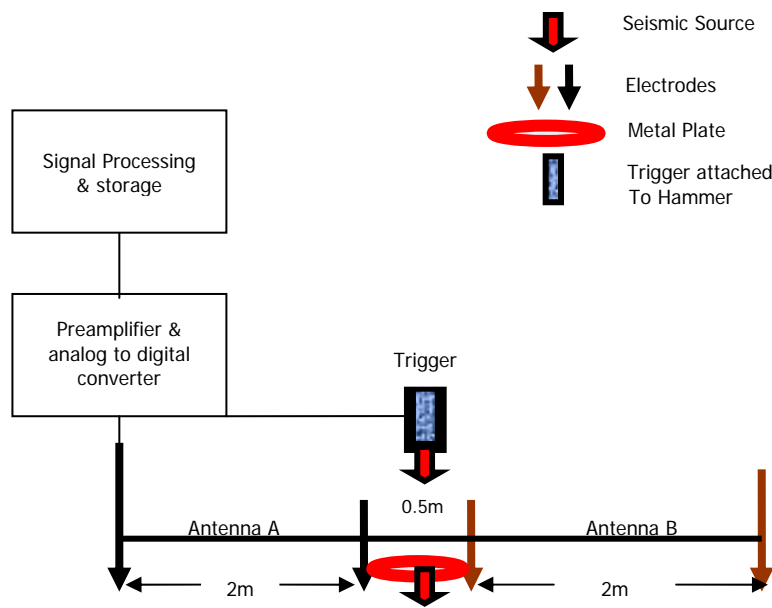 Seismic Source
Electrodes
Metal Plate
Trigger attached
To Hammer
Signal Processing
& storage
Preamplifier &
analog to digital
converter
Trigger
0.5m
Antenna A
Antenna B
2m
2m